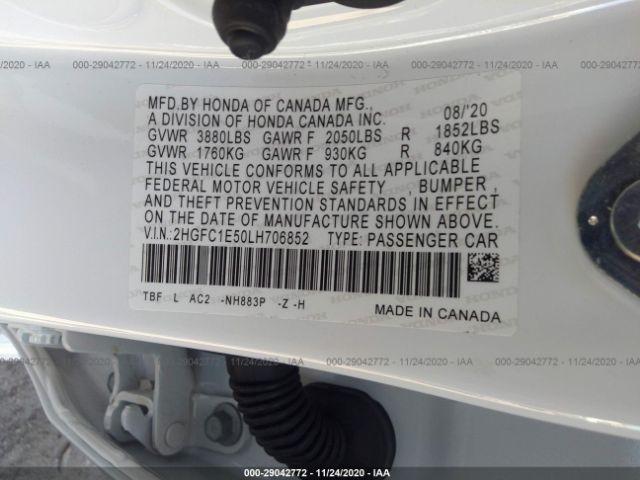 000-29042772 - 11/24/2020 - IAA
MFD.BY HONDA OF CANADA MFG., 08/'20
A DIVISION OF HONDA CANADA INC.
GVWR 3880LBS GAWR F 2050LBS R 1852LBS
GVWR 1760KG GAWR F 930KG R 840KG
THIS VEHICLE CONFORMS TO ALL APPLICABLE
FEDERAL MOTOR VEHICLE SAFETY , BUMPER ,
AND THEFT PREVENTION STANDARDS IN EFFECT
ON THE DATE OF MANUFACTURE SHOWN ABOVE.
V.I.N.:2HGFC1E50LH706852 TYPE: PASSENGER CAR
TBF L AC2 -NH883P -Z -H
MADE IN CANADA
000-29042772 - 11/24/2020 - IAA